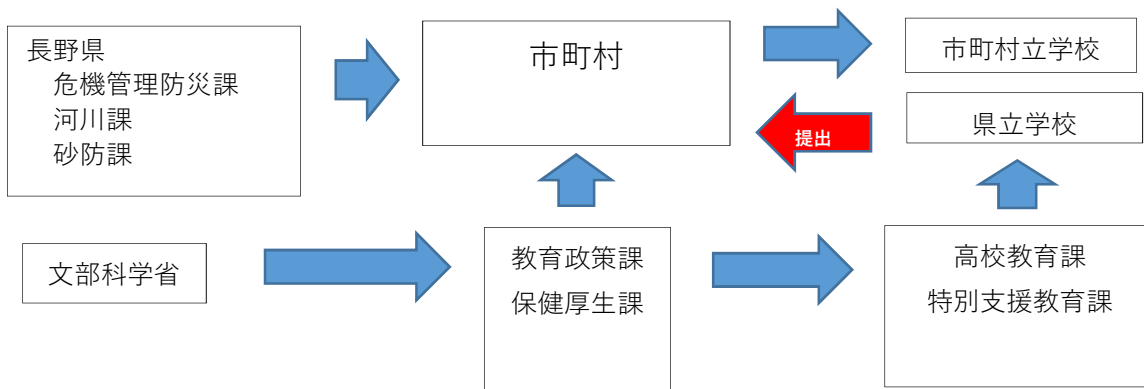 長野県
危機管理防災課
河川課
砂防課
市町村
市町村立学校
県立学校
提出
文部科学省
教育政策課
保健厚生課
高校教育課
特別支援教育課